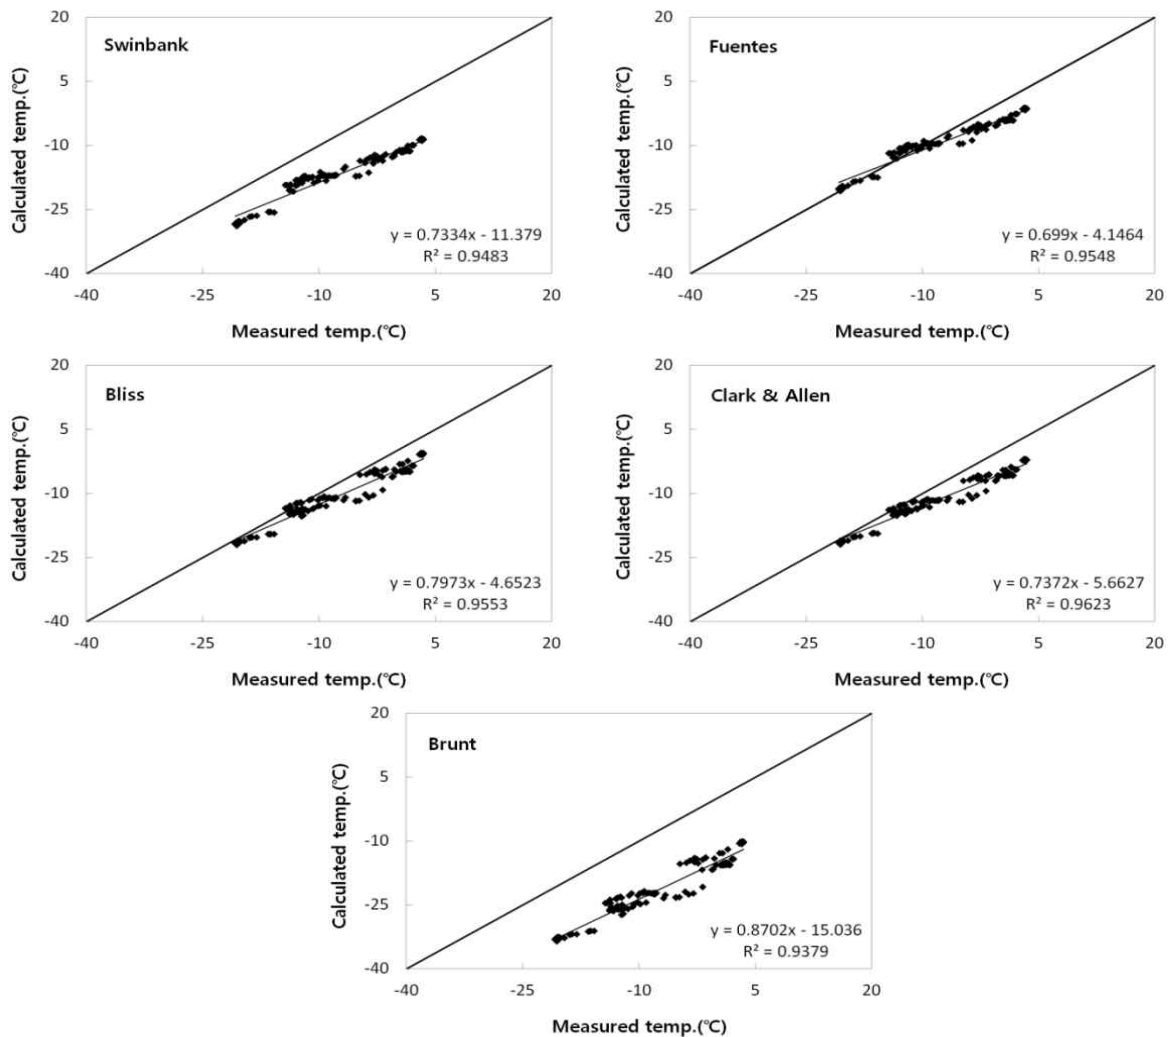 Swinbank
Calculated temp.(℃)
20
5
-10
-25
-40
y = 0.7334x - 11.379
R² = 0.9483
-40 -25 -10 5 20
Measured temp.(℃)
Fuentes
Calculated temp.(℃)
20
5
-10
-25
-40
y = 0.699x - 4.1464
R² = 0.9548
-40 -25 -10 5 20
Measured temp.(℃)
Bliss
Calculated temp.(℃)
20
5
-10
-25
-40
y = 0.7973x - 4.6523
R² = 0.9553
-40 -25 -10 5 20
Measured temp.(℃)
Clark & Allen
Calculated temp.(℃)
20
5
-10
-25
-40
y = 0.7372x - 5.6627
R² = 0.9623
-40 -25 -10 5 20
Measured temp.(℃)
Brunt
Calculated temp.(℃)
20
5
-10
-25
-40
y = 0.8702x - 15.036
R² = 0.9379
-40 -25 -10 5 20
Measured temp.(℃)